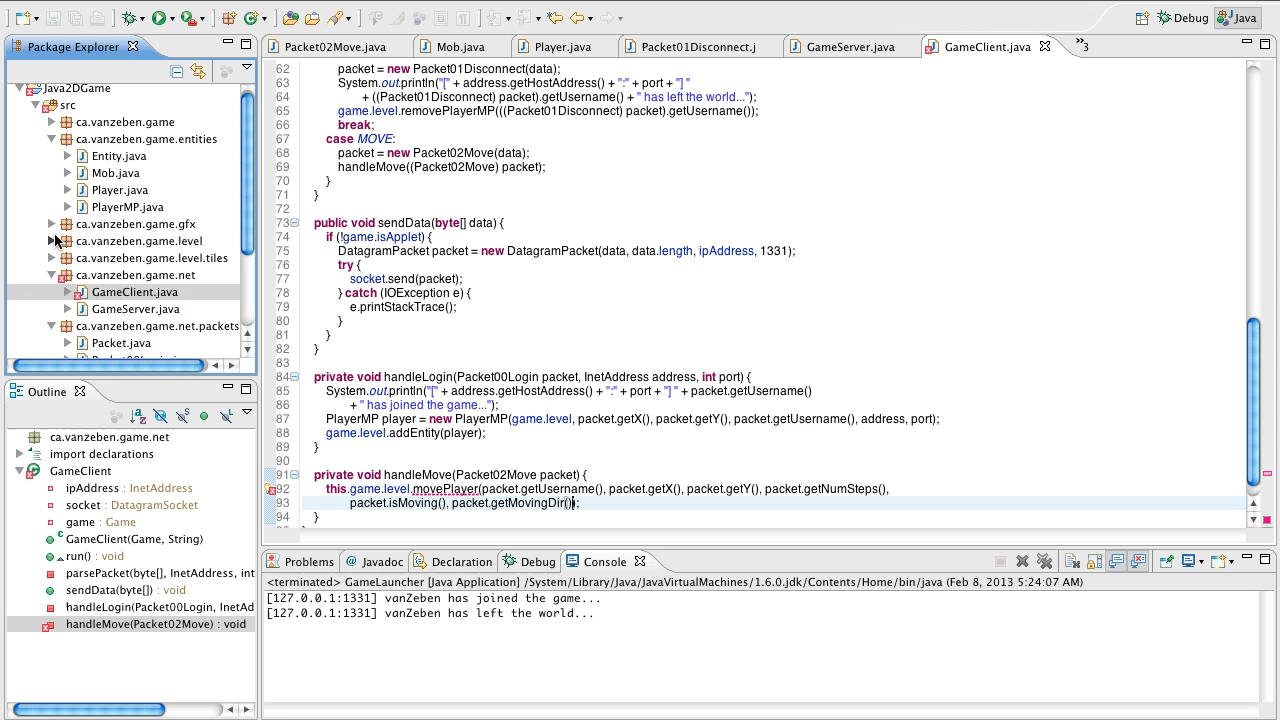 Debug
Java
Package Explorer
Java2DGame
src
ca.vanzeben.game
ca.vanzeben.game.entities
Entity.java
Mob.java
Player.java
PlayerMP.java
ca.vanzeben.game.gfx
ca.vanzeben.game.level
ca.vanzeben.game.level.tiles
ca.vanzeben.game.net
GameClient.java
GameServer.java
ca.vanzeben.game.net.packets
Packet.java
Outline
ca.vanzeben.game.net
import declarations
GameClient
ipAddress : InetAddress
socket : DatagramSocket
game : Game
GameClient(Game, String)
run() : void
parsePacket(byte[], InetAddress, int
sendData(byte[]) : void
handleLogin(Packet00Login, InetAd
handleMove(Packet02Move) : void
Packet02Move.java
Mob.java
Player.java
Packet01Disconnect.j
GameServer.java
GameClient.java
»3
62 packet = new Packet01Disconnect(data);
63 System.out.println("[" + address.getHostAddress() + ":" + port + "] "
64 + ((Packet01Disconnect) packet).getUsername() + " has left the world...");
65 game.level.removePlayerMP(((Packet01Disconnect) packet).getUsername());
66 break;
67 case MOVE:
68 packet = new Packet02Move(data);
69 handleMove((Packet02Move) packet);
70 }
71 }
72
73 public void sendData(byte[] data) {
74 if (!game.isApplet) {
75 DatagramPacket packet = new DatagramPacket(data, data.length, ipAddress, 1331);
76 try {
77 socket.send(packet);
78 } catch (IOException e) {
79 e.printStackTrace();
80 }
81 }
82 }
83
84 private void handleLogin(Packet00Login packet, InetAddress address, int port) {
85 System.out.println("[" + address.getHostAddress() + ":" + port + "] " + packet.getUsername()
86 + " has joined the game...");
87 PlayerMP player = new PlayerMP(game.level, packet.getX(), packet.getY(), packet.getUsername(), address, port);
88 game.level.addEntity(player);
89 }
90
91 private void handleMove(Packet02Move packet) {
92 this.game.level.movePlayer(packet.getUsername(), packet.getX(), packet.getY(), packet.getNumSteps(),
93 packet.isMoving(), packet.getMovingDir());
94 }
Problems
Javadoc
Declaration
Debug
Console
<terminated> GameLauncher [Java Application] /System/Library/Java/JavaVirtualMachines/1.6.0.jdk/Contents/Home/bin/java (Feb 8, 2013 5:24:07 AM)
[127.0.0.1:1331] vanZeben has joined the game...
[127.0.0.1:1331] vanZeben has left the world...